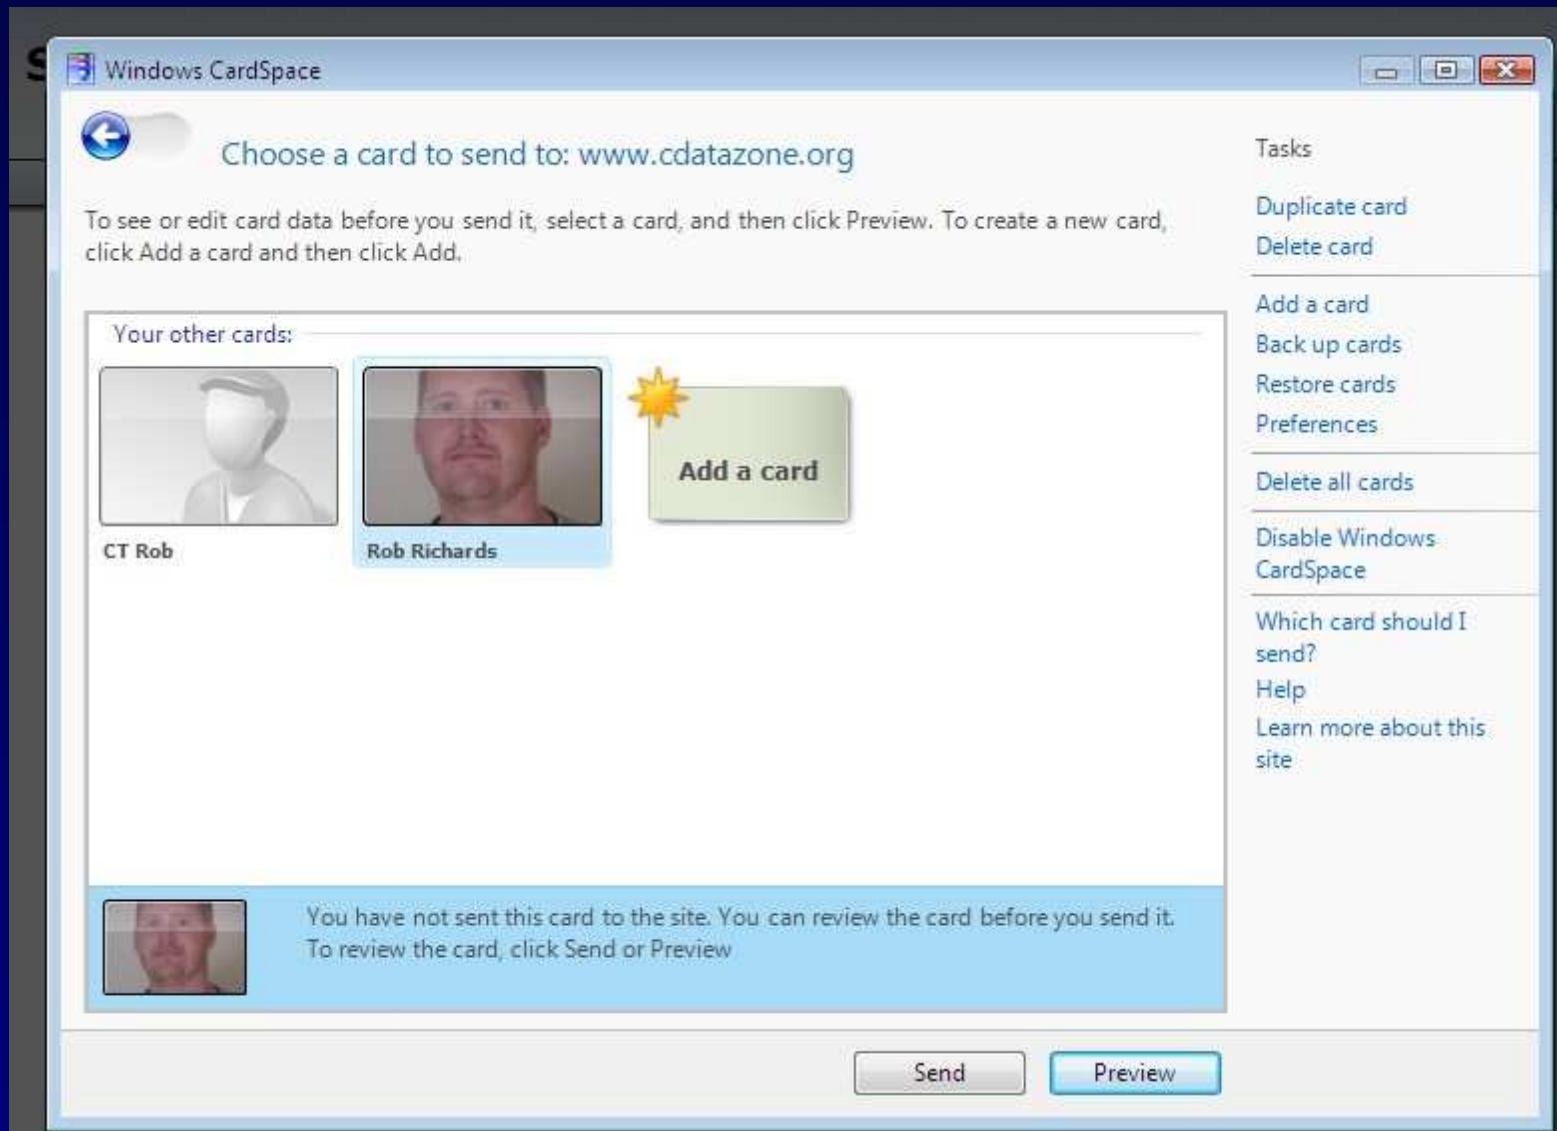 S
Windows CardSpace
Choose a card to send to: www.cdatazone.org
To see or edit card data before you send it, select a card, and then click Preview. To create a new card,
click Add a card and then click Add.
Your other cards:
Add a card
CT Rob
Rob Richards
You have not sent this card to the site. You can review the card before you send it.
To review the card, click Send or Preview
Send
Preview
Tasks
Duplicate card
Delete card
Add a card
Back up cards
Restore cards
Preferences
Delete all cards
Disable Windows
CardSpace
Which card should I
send?
Help
Learn more about this
site